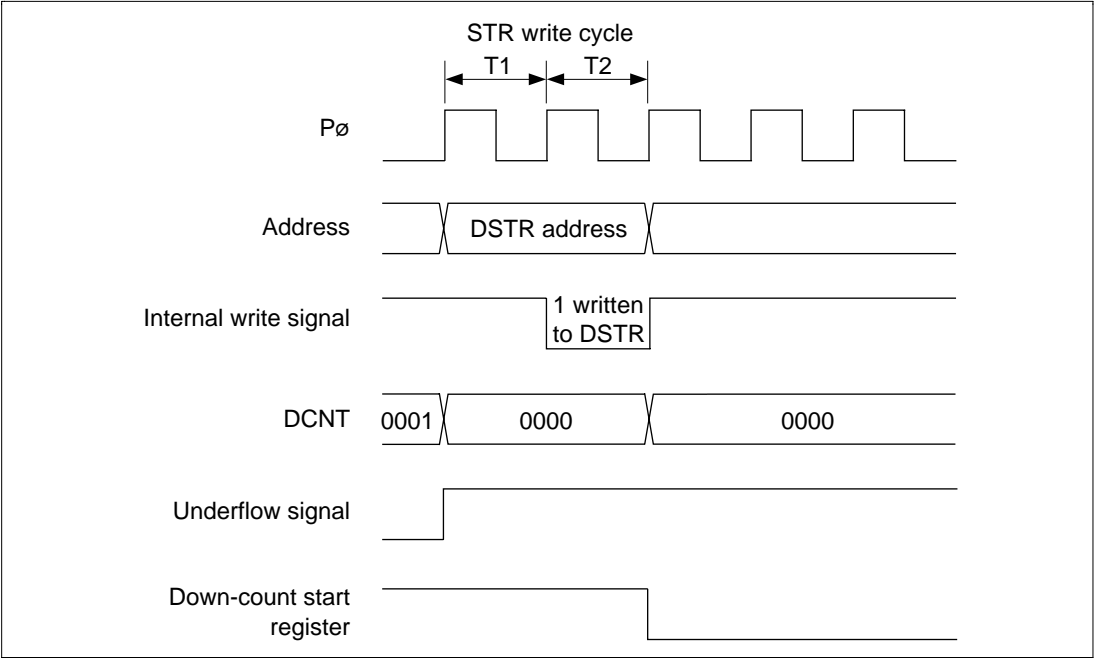 STR write cycle
T1 T2
Pø
Address DSTR address
Internal write signal 1 written
to DSTR
DCNT 0001 0000 0000
Underflow signal
Down-count start
register